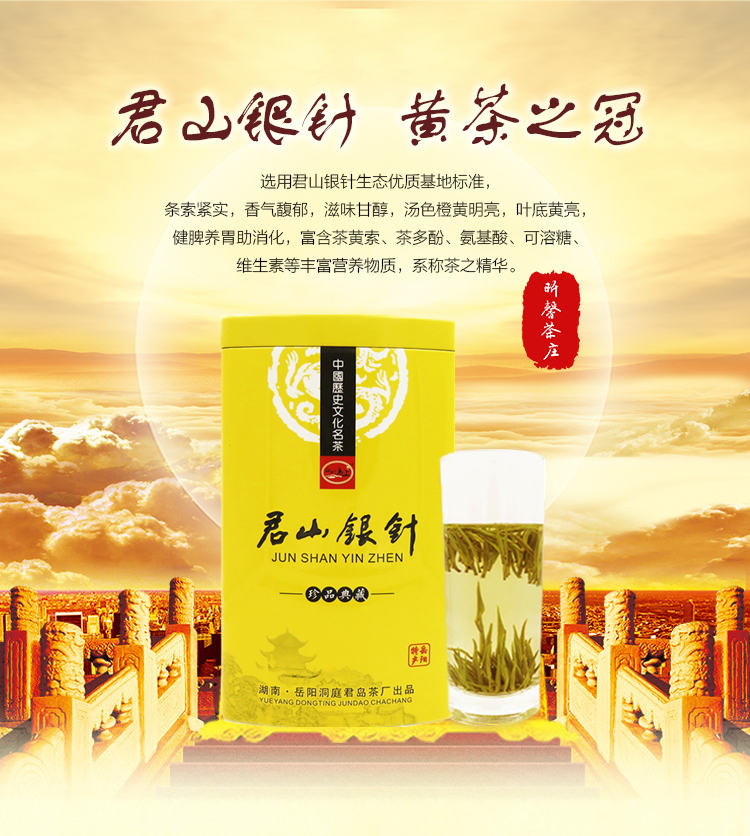 君山银针 黄茶之冠
选用君山银针生态优质基地标准，
条索紧实，香气馥郁，滋味甘醇，汤色橙黄明亮，叶底黄亮，
健脾养胃助消化，富含茶黄素、茶多酚、氨基酸、可溶糖、
维生素等丰富营养物质，系称茶之精华。
昕馨茶庄
中國歷史文化名茶
君山银针
JUN SHAN YIN ZHEN
珍品典藏
岳阳特产
湖南·岳阳洞庭君岛茶厂出品
YUEYANG DONGTING JUNDAO CHACHANG